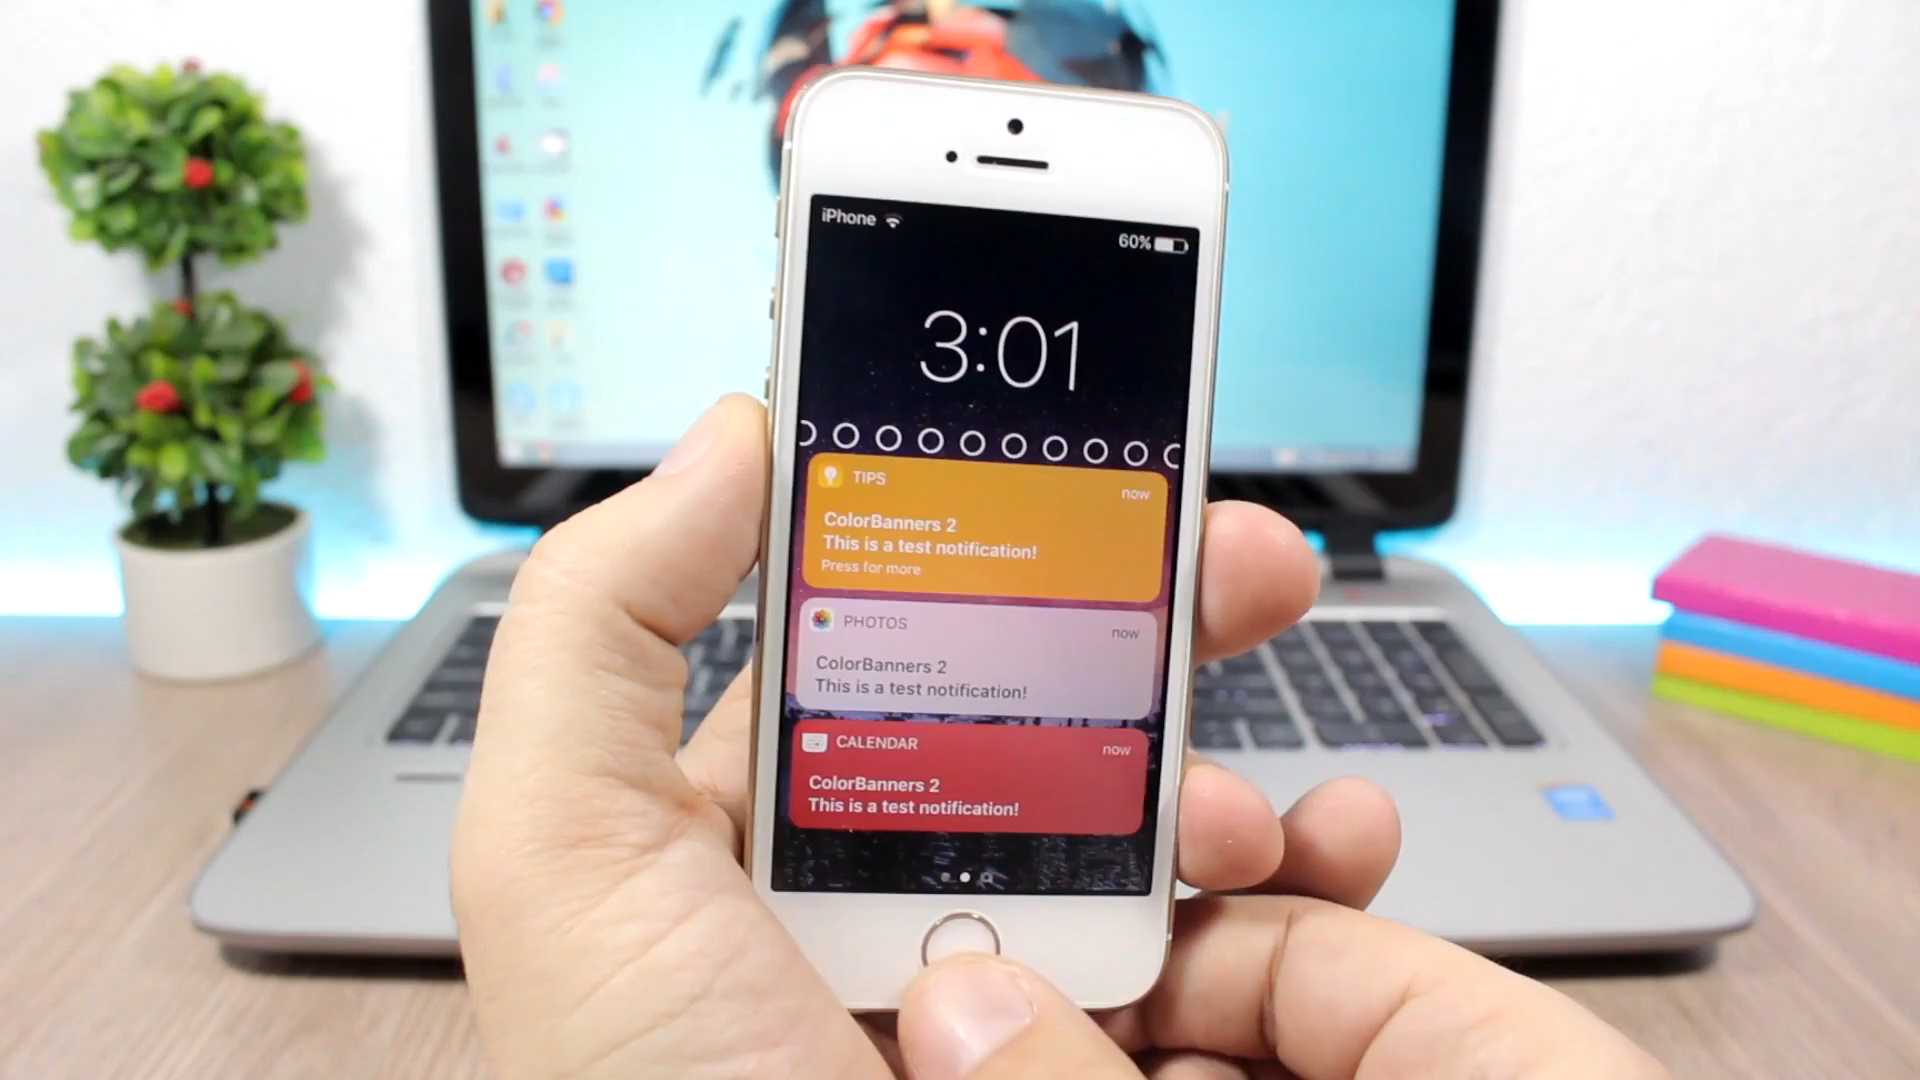 iPhone
60%
3:01
TIPS
now
ColorBanners 2
This is a test notification!
Press for more
PHOTOS
now
ColorBanners 2
This is a test notification!
CALENDAR
now
ColorBanners 2
This is a test notification!